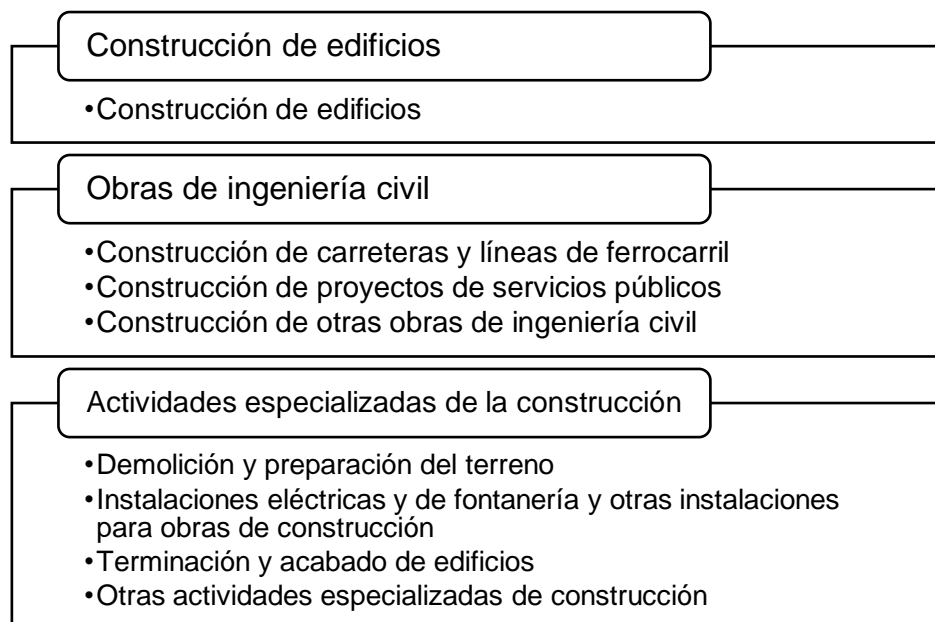 Construcción de edificios
•Construcción de edificios
Obras de ingeniería civil
•Construcción de carreteras y líneas de ferrocarril
•Construcción de proyectos de servicios públicos
•Construcción de otras obras de ingeniería civil
Actividades especializadas de la construcción
•Demolición y preparación del terreno
•Instalaciones eléctricas y de fontanería y otras instalaciones
para obras de construcción
•Terminación y acabado de edificios
•Otras actividades especializadas de construcción